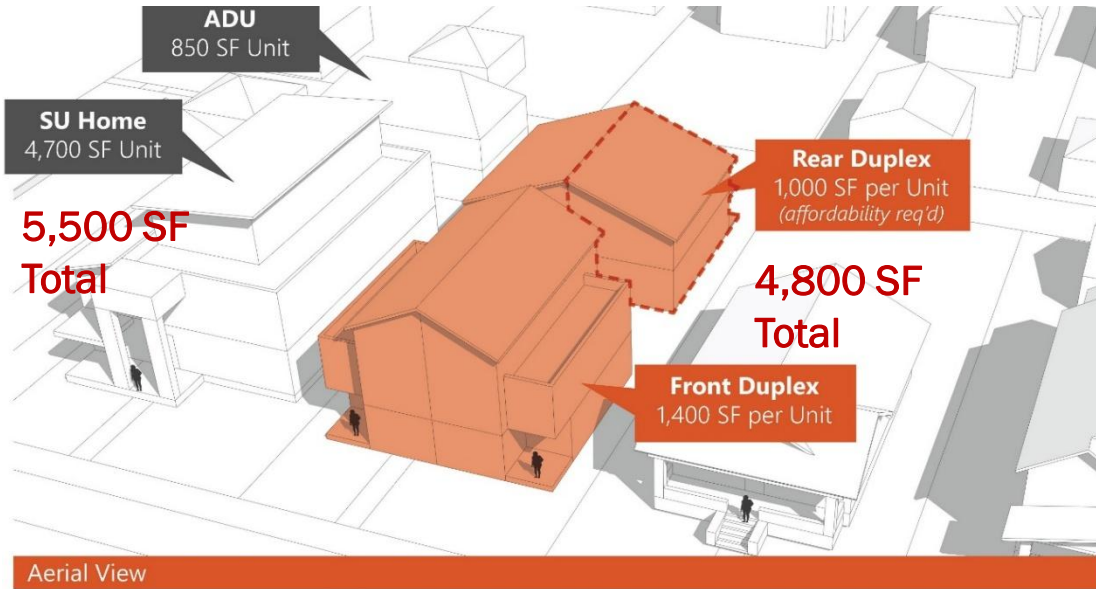 ADU
850 SF Unit
SU Home
4,700 SF Unit
5,500 SF
Total
Rear Duplex
1,000 SF per Unit
(affordability req'd)
4,800 SF
Total
Front Duplex
1,400 SF per Unit
Aerial View